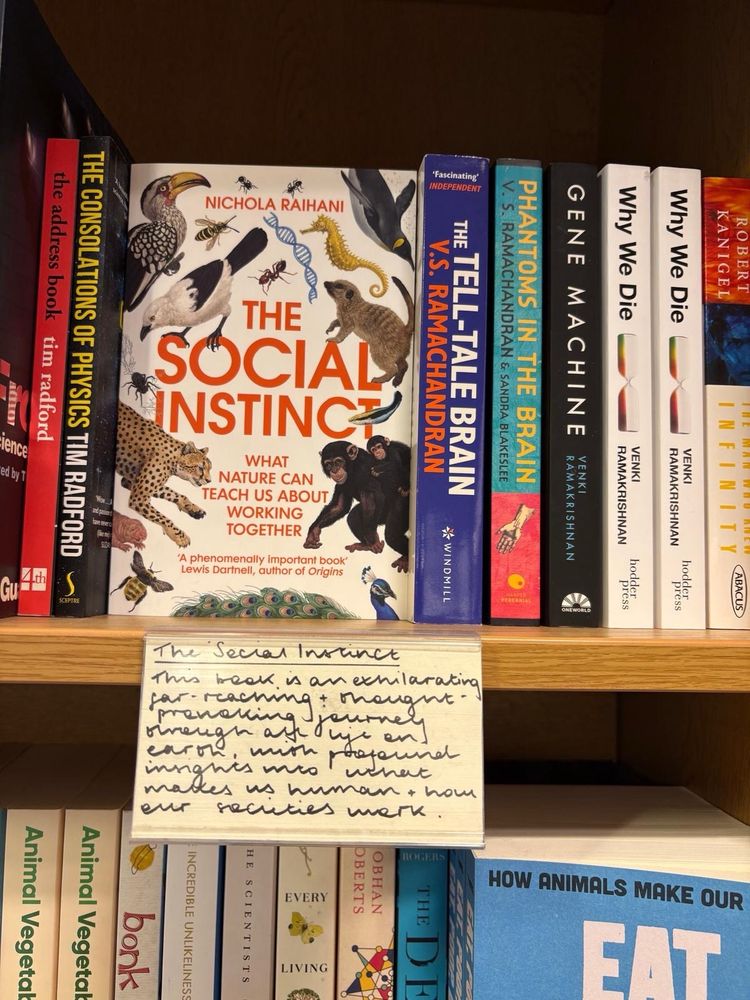 the address book tim radford
4th
THE CONSOLATIONS OF PHYSICS TIM RADFORD
SCEPTRE
NICHOLA RAIHANI
THE
SOCIAL
INSTINCT
WHAT
NATURE CAN
TEACH US ABOUT
WORKING
TOGETHER
'A phenomenally important book'
Lewis Dartnell, author of Origins
'Fascinating'
INDEPENDENT
THE TELL-TALE BRAIN
V.S. RAMACHANDRAN
WINDMILL
PHANTOMS IN THE BRAIN
V. S. RAMACHANDRAN & SANDRA BLAKESLEE
HARPER PERENNIAL
GENE MACHINE
VENKI
RAMAKRISHNAN
ONEWORLD
Why We Die
VENKI
RAMAKRISHNAN
hodder
press
Why We Die
VENKI
RAMAKRISHNAN
hodder
press
ROBERT
KANIGEL
INFINITY
ABACUS
The Social Instinct
This book is an exhilarating
far-reaching + thought-
provoking journey
through all life on
earth, with profound
insights into what
makes us human + how
our societies work.
Animal Vegetab
Animal Vegetab
bonk
INCREDIBLE UNLIKELINESS
THE SCIENTISTS
EVERY
LIVING
OBHAN
OBERTS
ROGERS
THE
HOW ANIMALS MAKE OUR
EAT